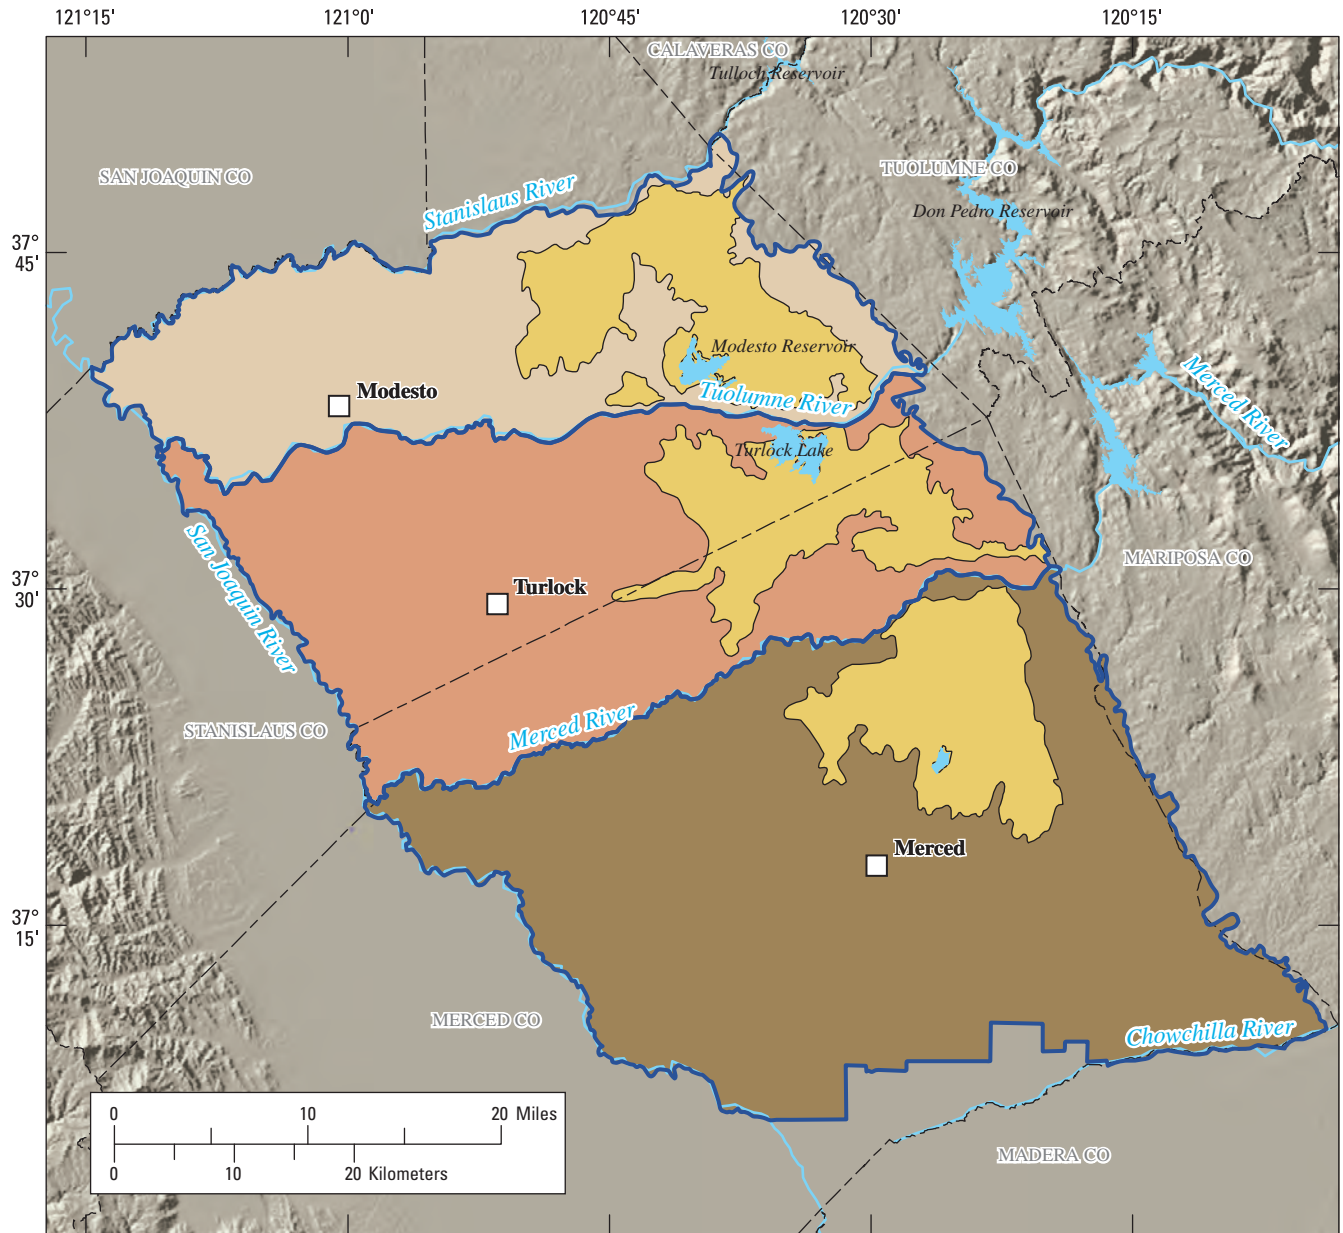 121°15'
121°0'
120°45'
120°30'
120°15'
CALAVERAS CO
Tulloch Reservoir
SAN JOAQUIN CO
TUOLUMNE CO
Stanislaus River
Don Pedro Reservoir
37°
45'
Modesto Reservoir
Merced River
Modesto
Tuolumne River
Turlock Lake
San Joaquin River
MARIPOSA CO
37°
30'
Turlock
STANISLAUS CO
Merced River
Merced
37°
15'
MERCED CO
Chowchilla River
0 10 20 Miles
0 10 20 Kilometers
MADERA CO